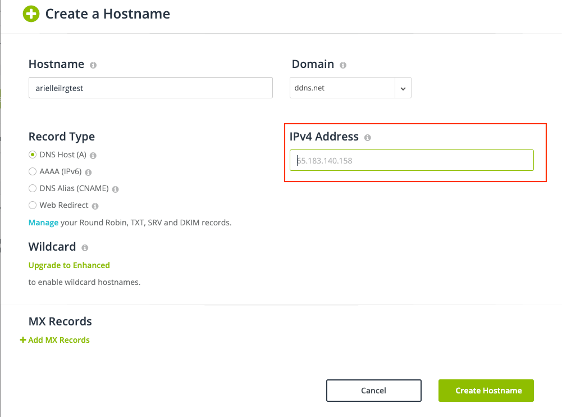 Create a Hostname
Hostname
Domain
arielleilrgtest
ddns.net
Record Type
IPv4 Address
DNS Host (A)
65.183.140.158
AAAA (IPv6)
DNS Alias (CNAME)
Web Redirect
Manage your Round Robin, TXT, SRV and DKIM records.
Wildcard
Upgrade to Enhanced
to enable wildcard hostnames.
MX Records
+ Add MX Records
Cancel
Create Hostname